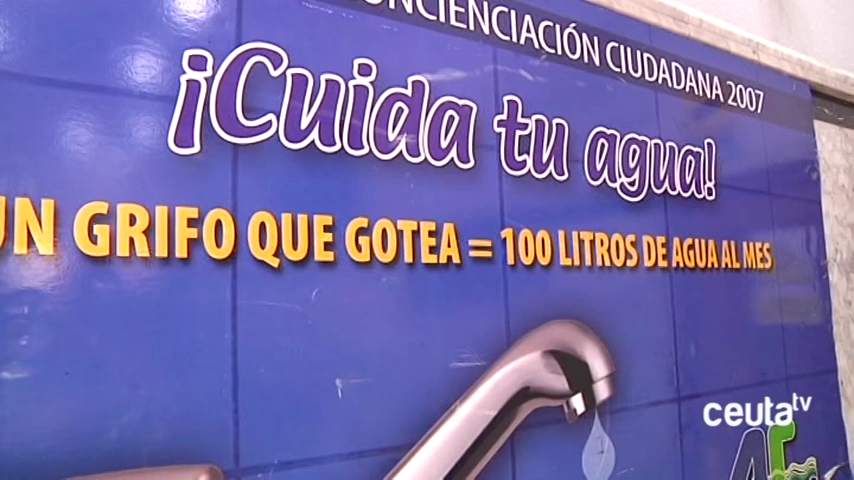 CONCIENCIACIÓN CIUDADANA 2007
¡Cuida tu agua!
UN GRIFO QUE GOTEA = 100 LITROS DE AGUA AL MES
ceuta tv